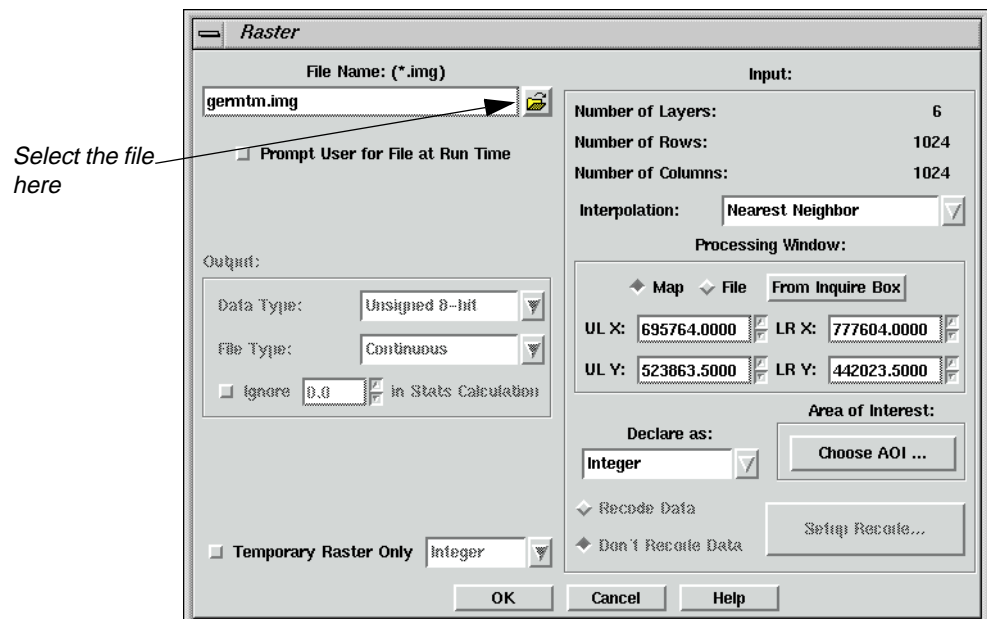 Raster
File Name: (*.img)
germtm.img
Select the file
here
Prompt User for File at Run Time
Output:
Data Type: Unsigned 8-bit
File Type: Continuous
Ignore 0.0 in Stats Calculation
Temporary Raster Only Integer
Input:
Number of Layers: 6
Number of Rows: 1024
Number of Columns: 1024
Interpolation: Nearest Neighbor
Processing Window:
Map File From Inquire Box
UL X: 695764.0000 LR X: 777604.0000
UL Y: 523863.5000 LR Y: 442023.5000
Area of Interest:
Declare as:
Integer
Choose AOI ...
Recode Data
Don't Recode Data
Setup Recode...
OK Cancel Help